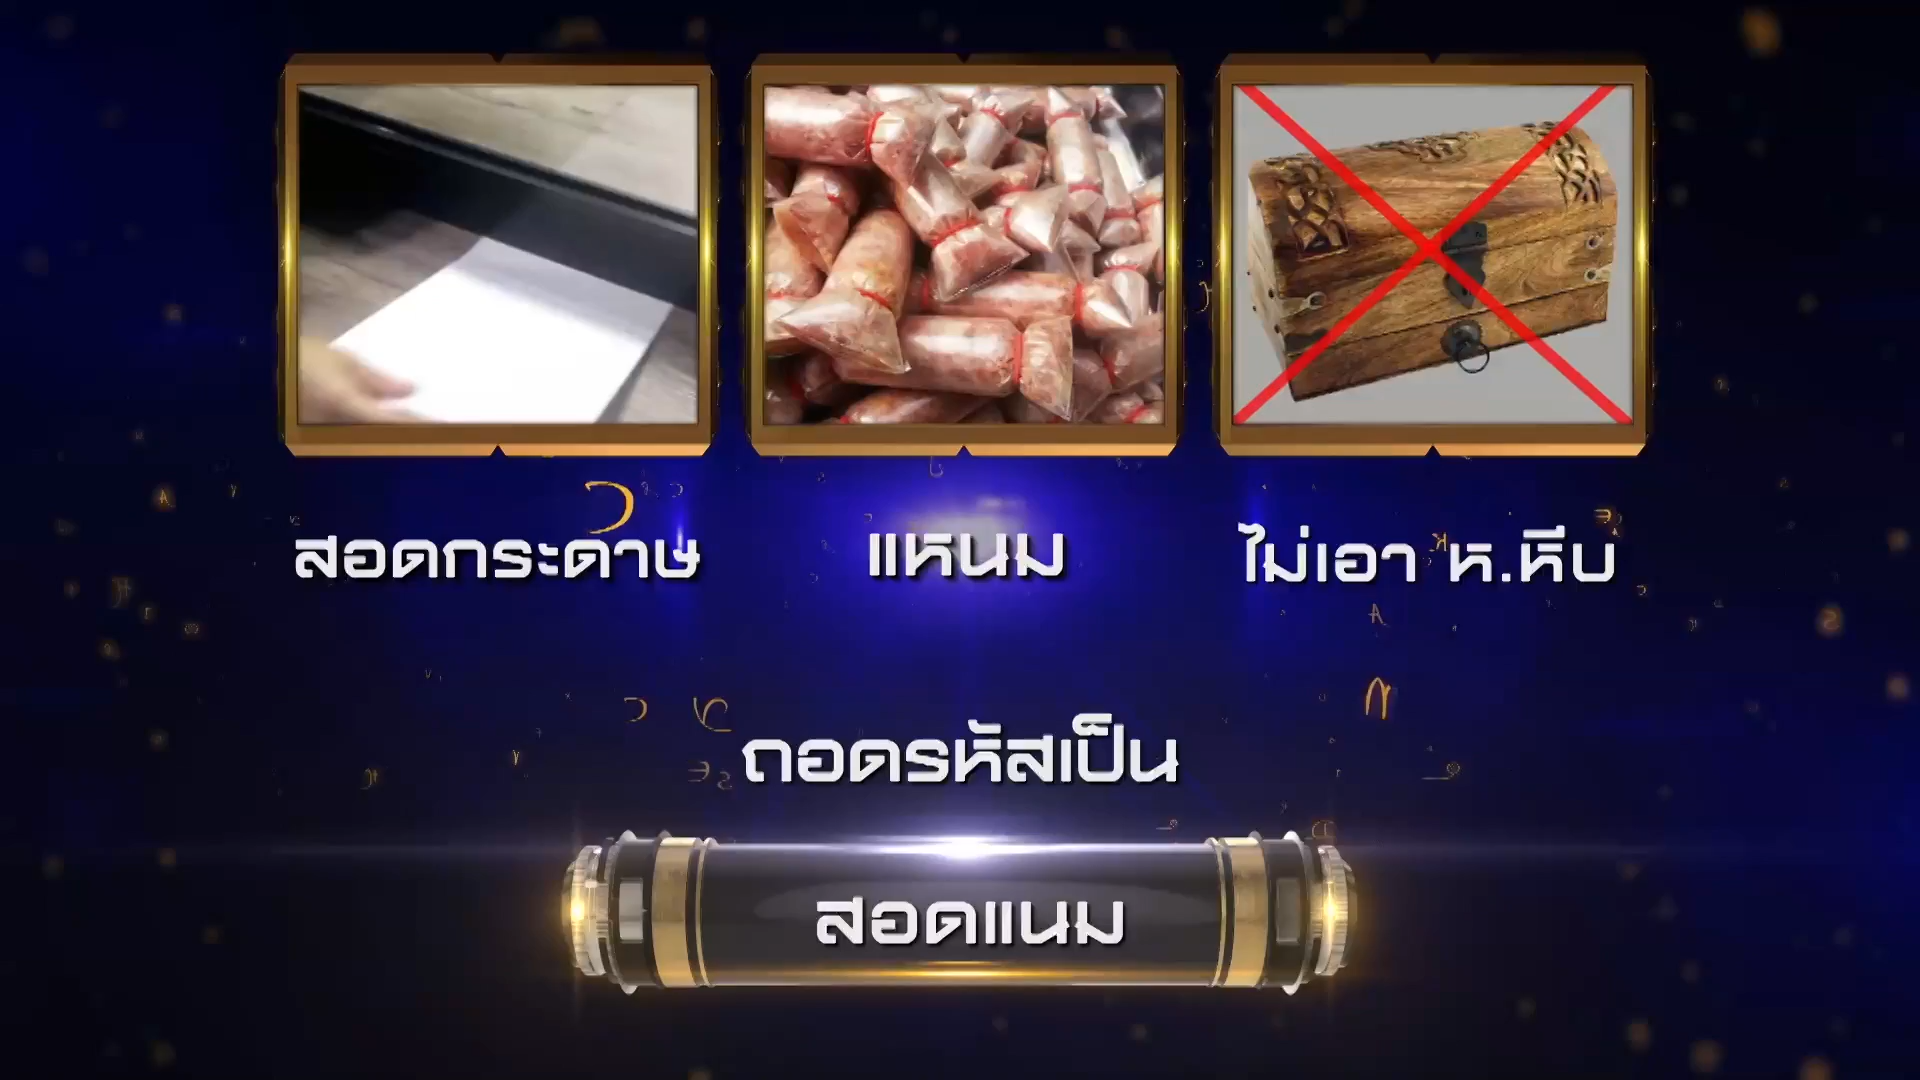 สอดกระดาษ
แหนม
ไม่เอา ห.หีบ
ถอดรหัสเป็น
สอดแนม